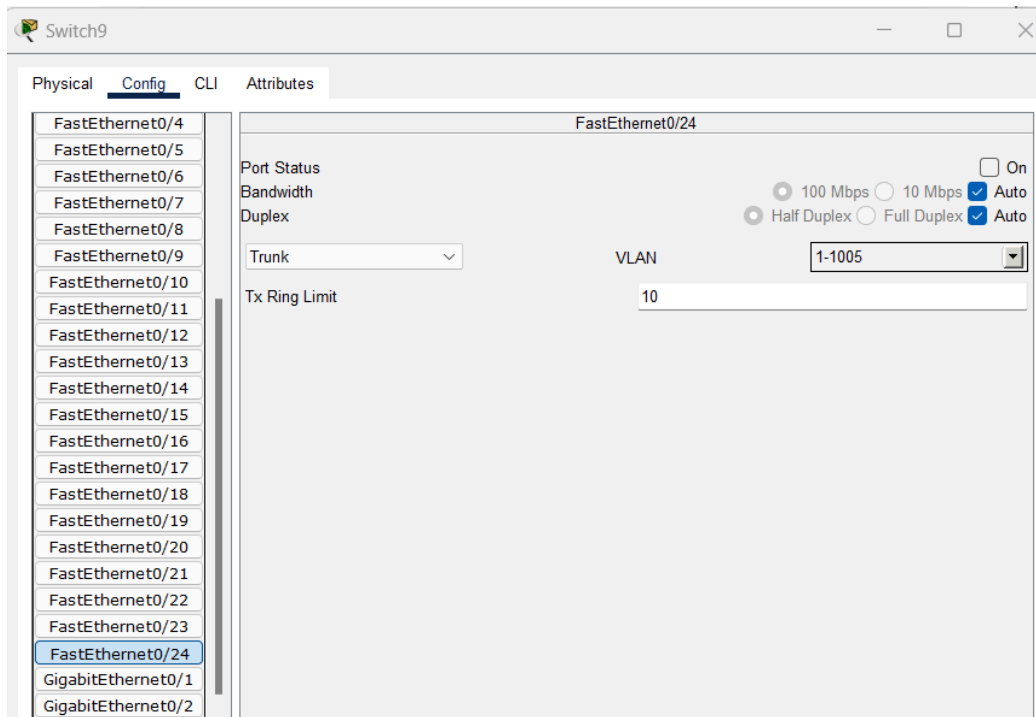 Switch9
Physical Config CLI Attributes
FastEthernet0/4
FastEthernet0/5
FastEthernet0/6
FastEthernet0/7
FastEthernet0/8
FastEthernet0/9
FastEthernet0/10
FastEthernet0/11
FastEthernet0/12
FastEthernet0/13
FastEthernet0/14
FastEthernet0/15
FastEthernet0/16
FastEthernet0/17
FastEthernet0/18
FastEthernet0/19
FastEthernet0/20
FastEthernet0/21
FastEthernet0/22
FastEthernet0/23
FastEthernet0/24
GigabitEthernet0/1
GigabitEthernet0/2
FastEthernet0/24
Port Status On
Bandwidth 100 Mbps 10 Mbps Auto
Duplex Half Duplex Full Duplex Auto
Trunk VLAN 1-1005
Tx Ring Limit 10